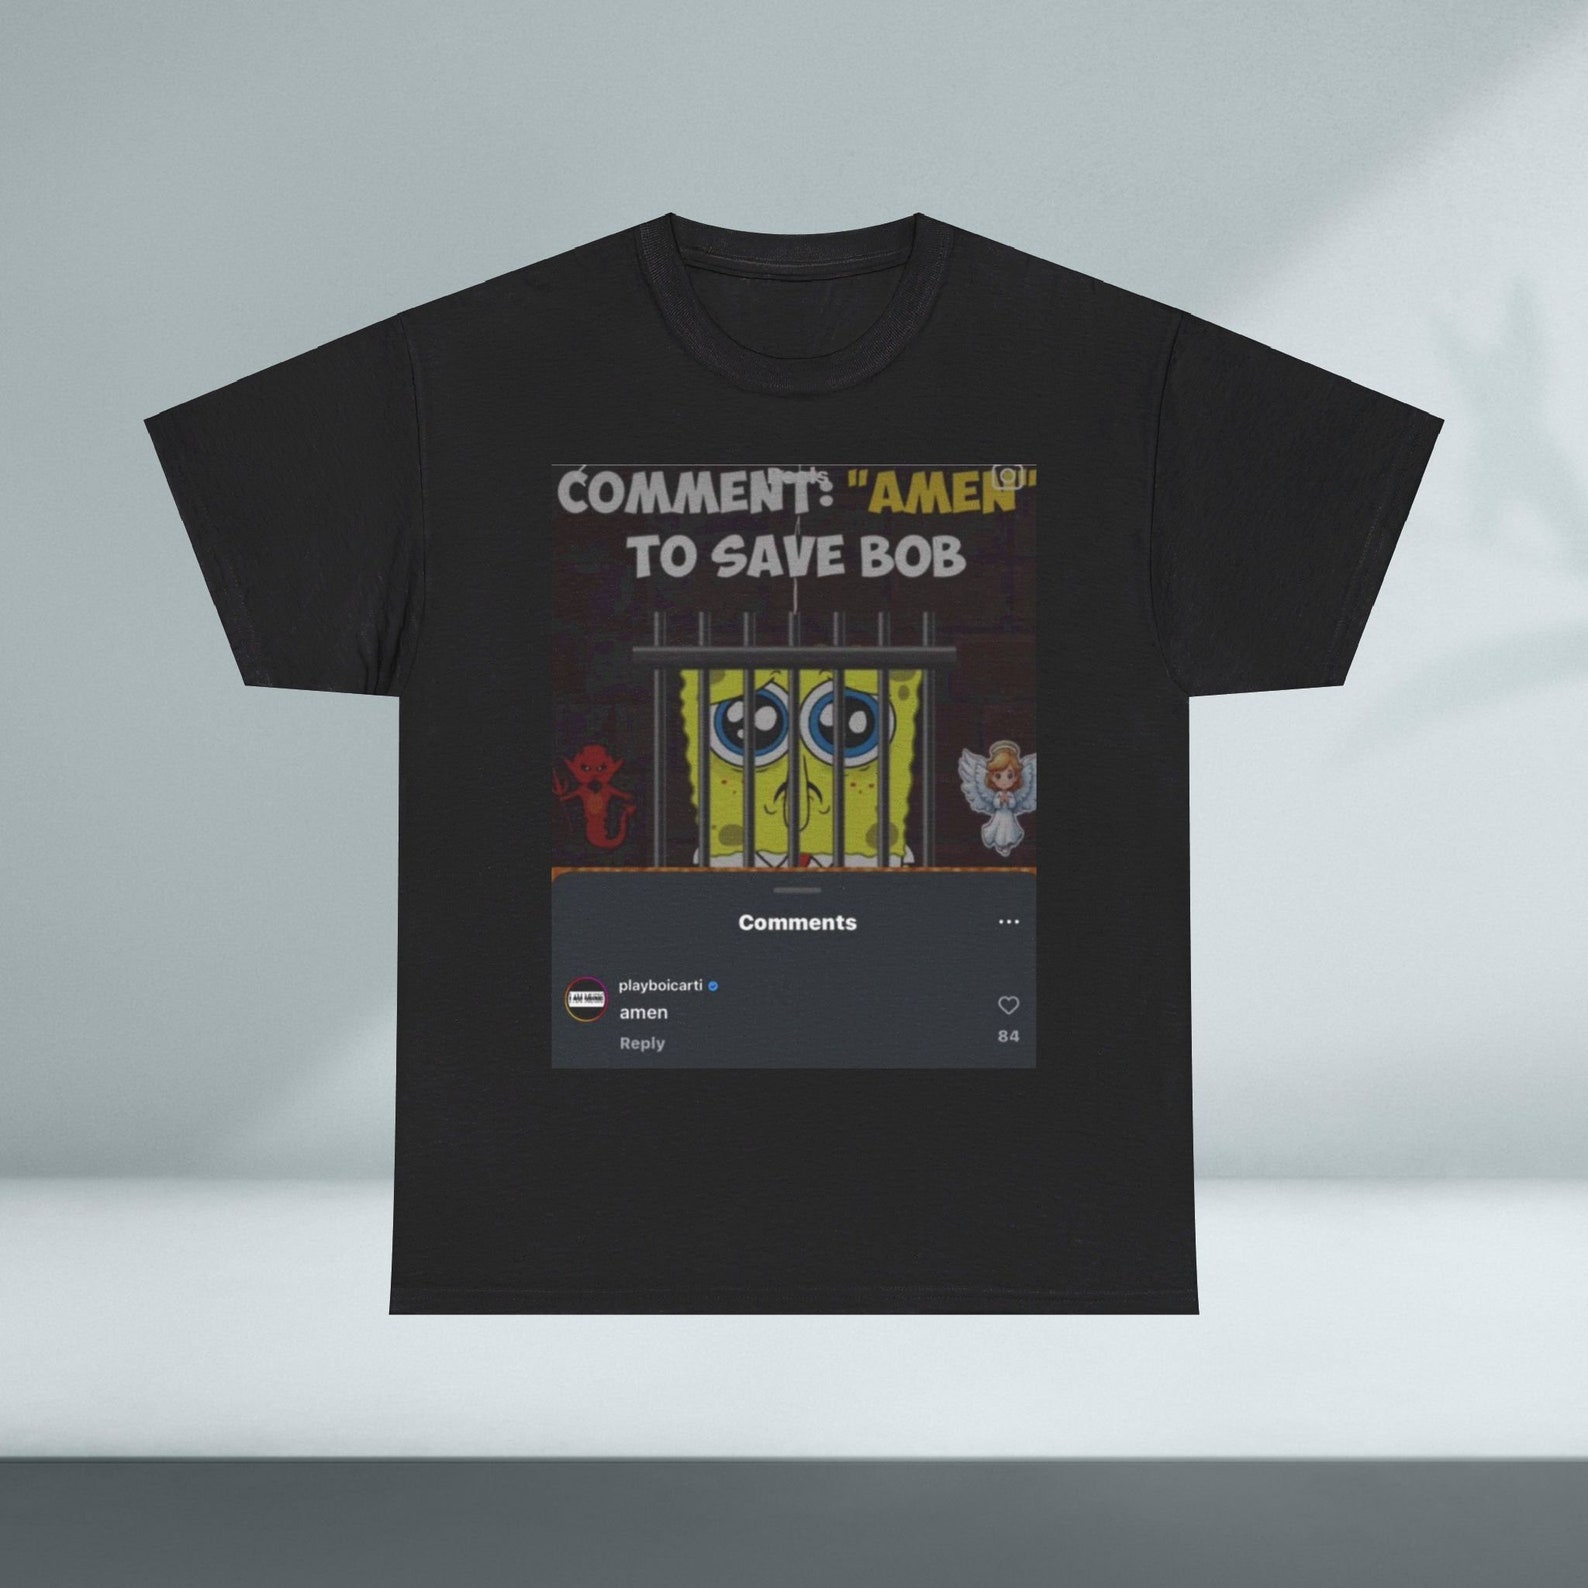 COMMENT: "AMEN"
TO SAVE BOB
Comments
playboicarti
amen
Reply
84